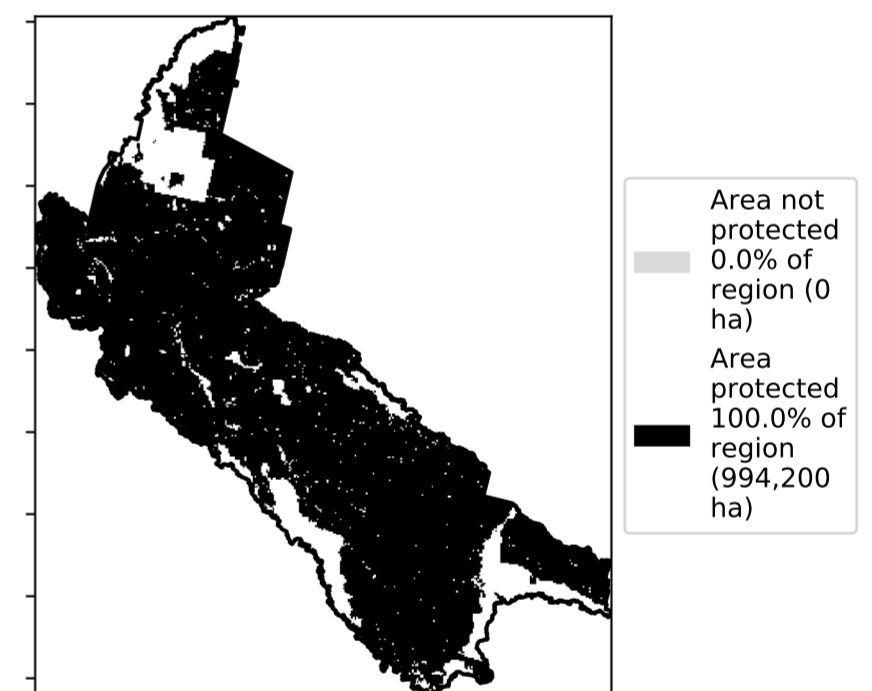 Area not
protected
0.0% of
region (0
ha)
Area
protected
100.0% of
region
(994,200
ha)